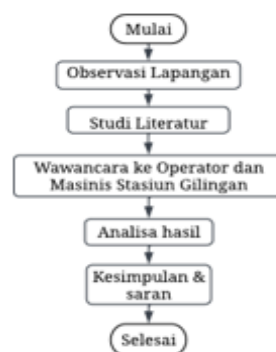 Mulai
Observasi Lapangan
Studi Literatur
Wawancara ke Operator dan
Masinis Stasiun Gilingan
Analisa hasil
Kesimpulan &
saran
Selesai